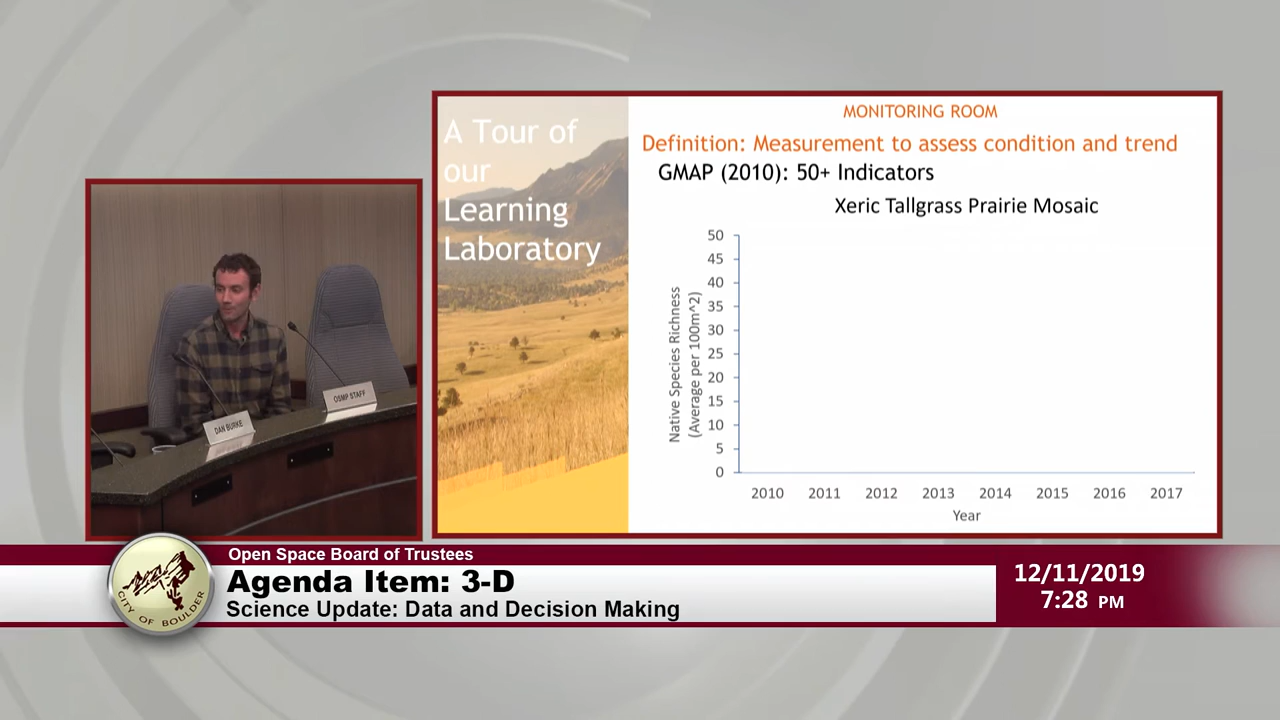 A Tour of
our
Learning
Laboratory
MONITORING ROOM
Definition: Measurement to assess condition and trend
GMAP (2010): 50+ Indicators
Xeric Tallgrass Prairie Mosaic
Native Species Richness
(Average per 100m^2)
50
45
40
35
30
25
20
15
10
5
0
2010 2011 2012 2013 2014 2015 2016 2017
Year
DAN BURKE
OSMP STAFF
CITY OF BOULDER
Open Space Board of Trustees
Agenda Item: 3-D
Science Update: Data and Decision Making
12/11/2019
7:28 PM